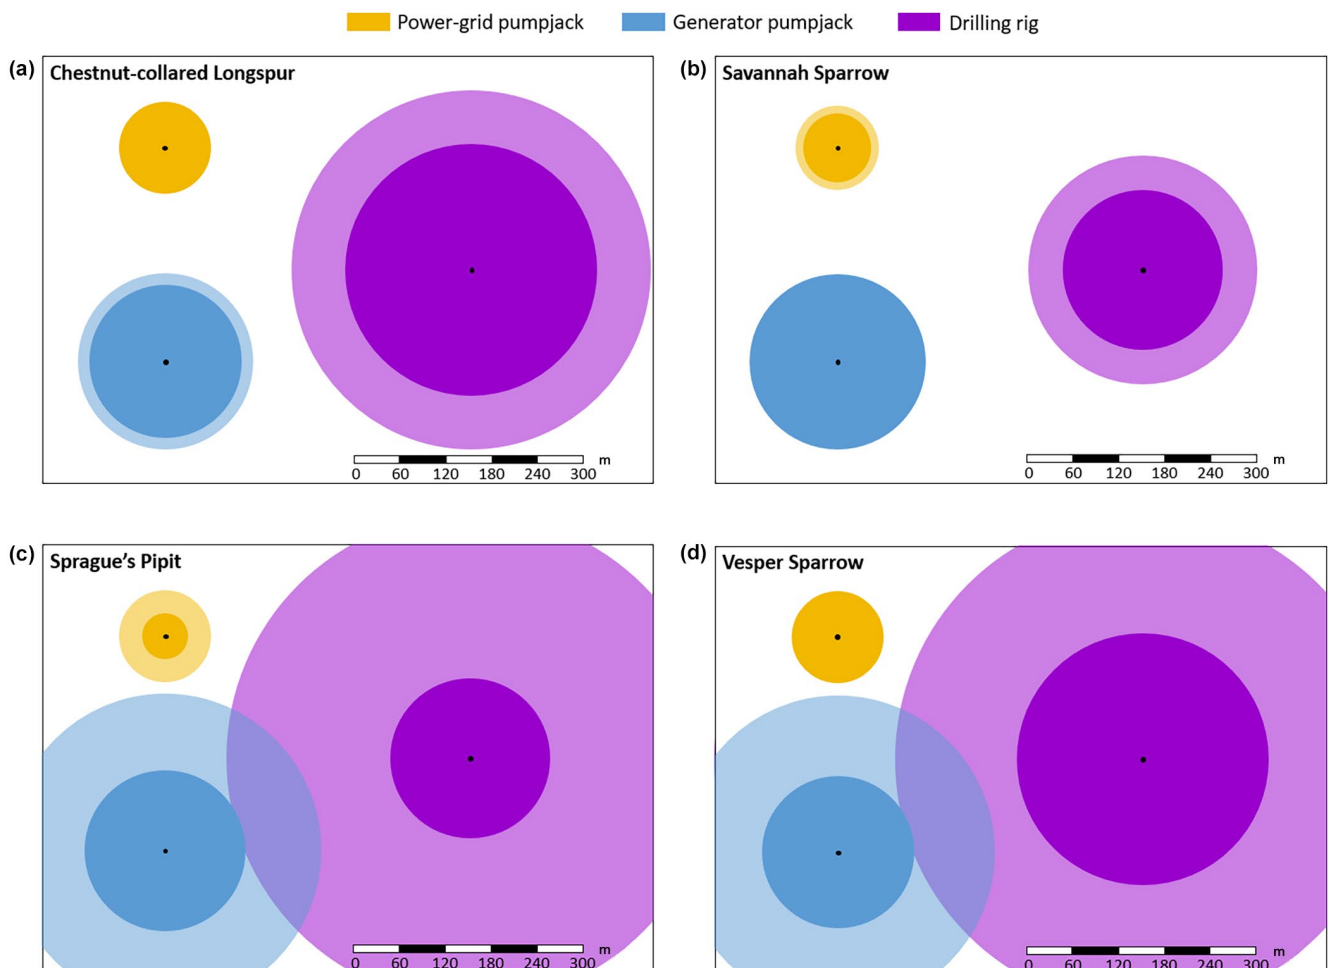 Power-grid pumpjack Generator pumpjack Drilling rig
(a) Chestnut-collared Longspur
m
0 60 120 180 240 300
(b) Savannah Sparrow
m
0 60 120 180 240 300
(c) Sprague's Pipit
m
0 60 120 180 240 300
(d) Vesper Sparrow
m
0 60 120 180 240 300